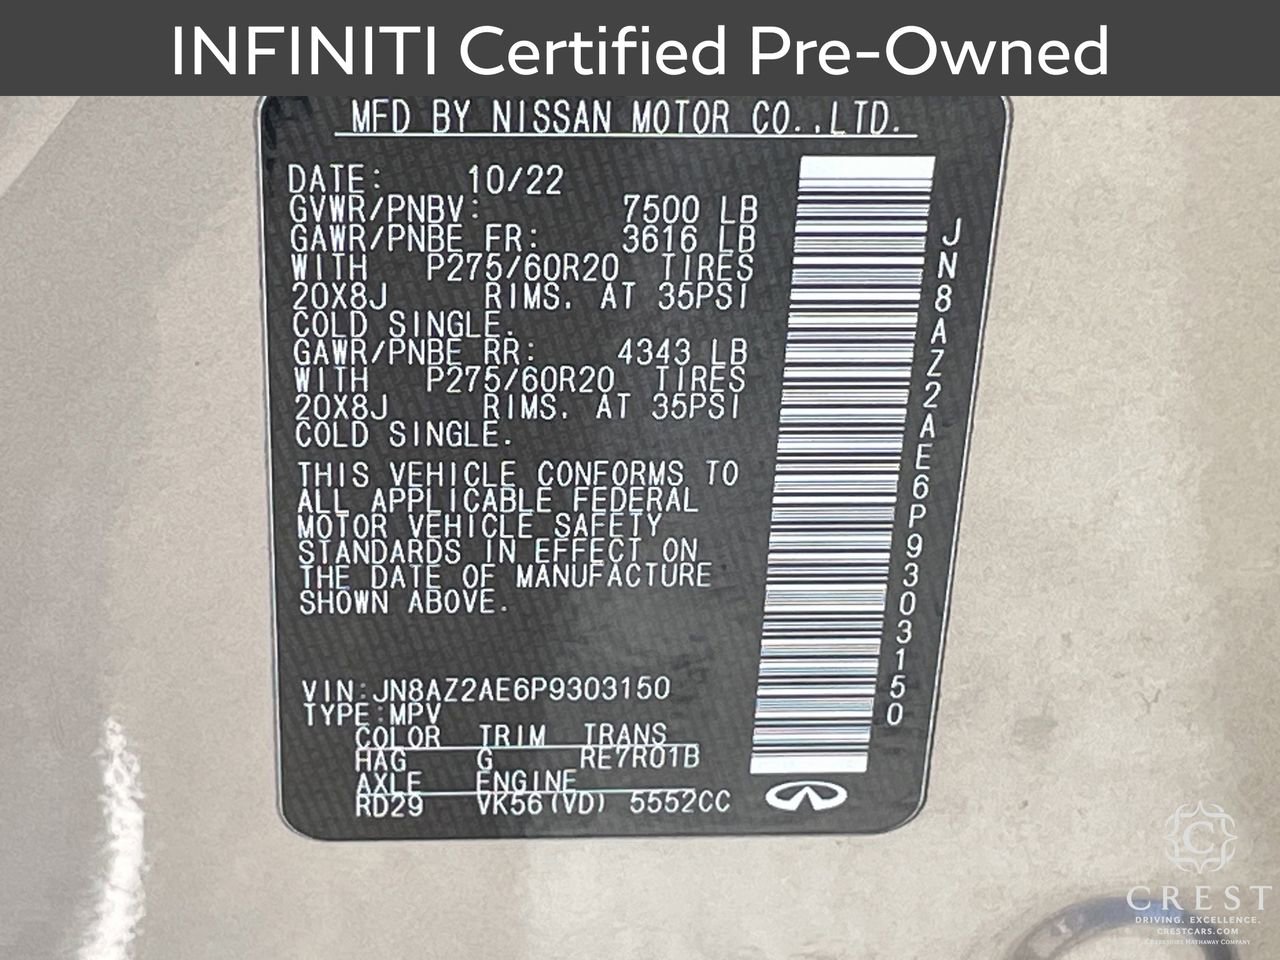 INFINITI Certified Pre-Owned
MFD BY NISSAN MOTOR CO.,LTD.
DATE: 10/22
GVWR/PNBV: 7500 LB
GAWR/PNBE FR: 3616 LB
WITH P275/60R20 TIRES
20X8J RIMS. AT 35PSI
COLD SINGLE.
GAWR/PNBE RR: 4343 LB
WITH P275/60R20 TIRES
20X8J RIMS. AT 35PSI
COLD SINGLE.
THIS VEHICLE CONFORMS TO
ALL APPLICABLE FEDERAL
MOTOR VEHICLE SAFETY
STANDARDS IN EFFECT ON
THE DATE OF MANUFACTURE
SHOWN ABOVE.
VIN:JN8AZ2AE6P9303150
TYPE:MPV
COLOR TRIM TRANS
HAG G RE7R01B
AXLE ENGINE
RD29 VK56(VD) 5552CC
JN8AZ2AE6P9303150
CREST
DRIVING. EXCELLENCE.
CRESTCARS.COM
A BERKSHIRE HATHAWAY COMPANY